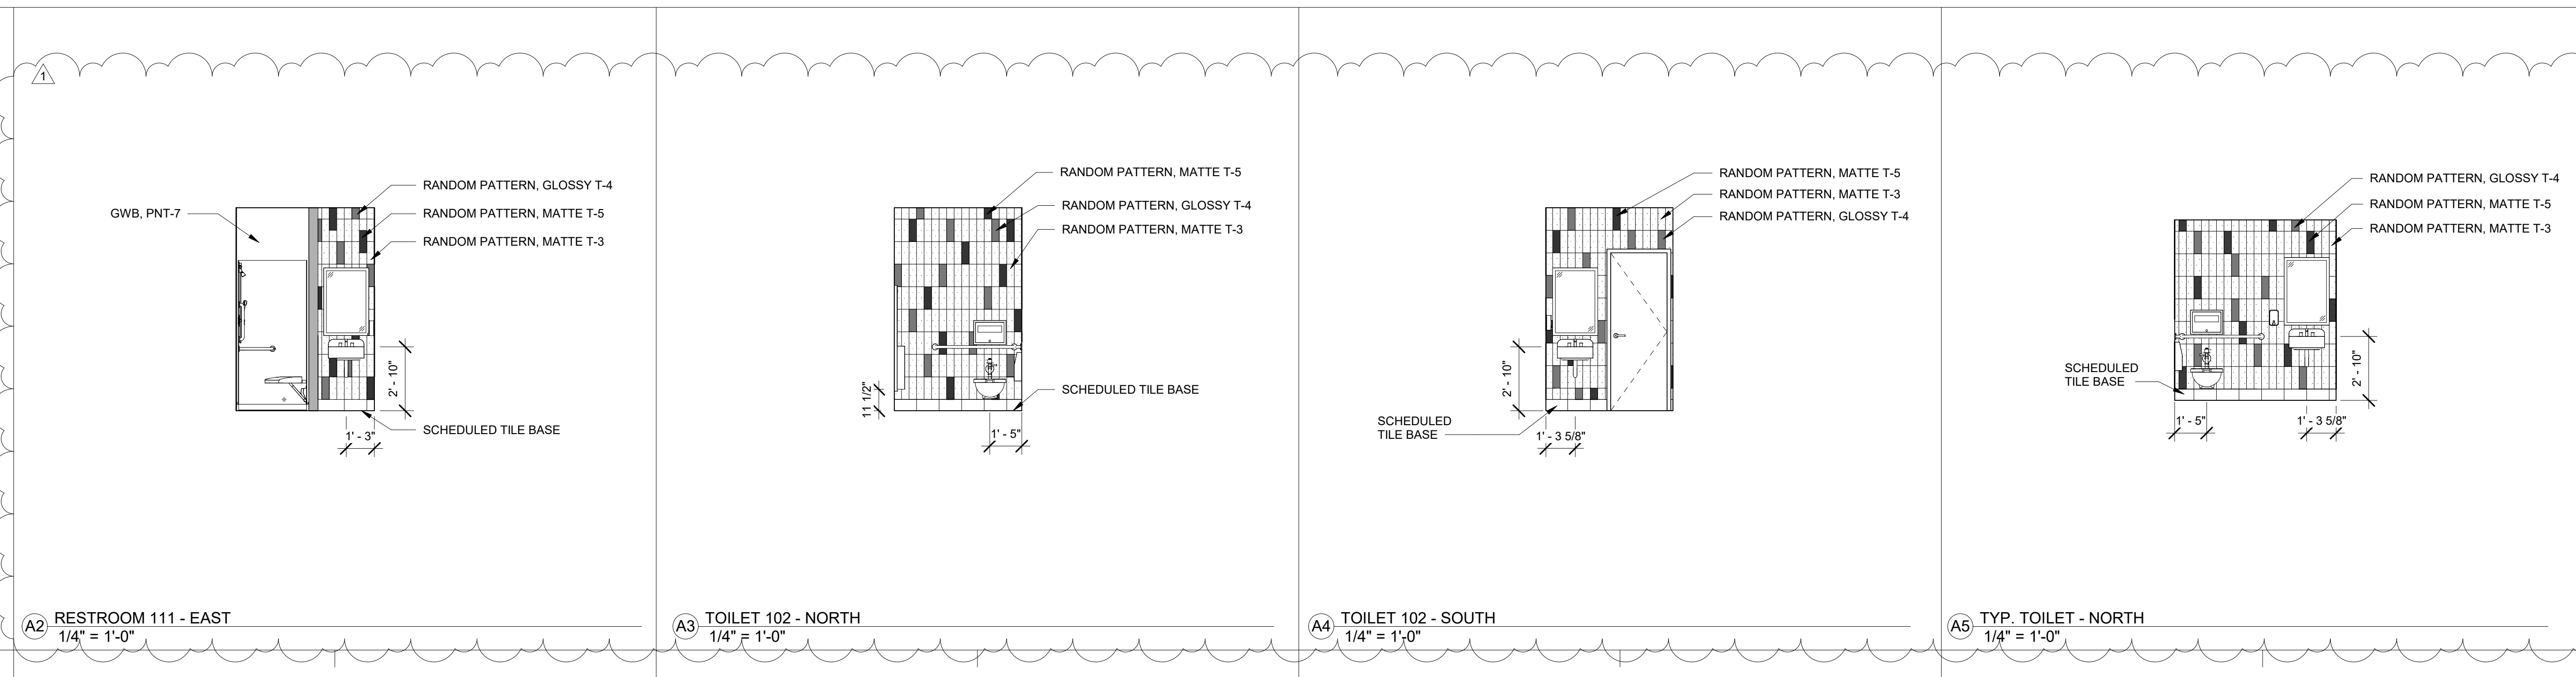 1
GWB, PNT-7
RANDOM PATTERN, GLOSSY T-4
RANDOM PATTERN, MATTE T-5
RANDOM PATTERN, MATTE T-3
2' - 10"
1' - 3"
SCHEDULED TILE BASE
A2
RESTROOM 111 - EAST
1/4" = 1'-0"
RANDOM PATTERN, MATTE T-5
RANDOM PATTERN, GLOSSY T-4
RANDOM PATTERN, MATTE T-3
11 1/2"
SCHEDULED TILE BASE
1' - 5"
A3
TOILET 102 - NORTH
1/4" = 1'-0"
RANDOM PATTERN, MATTE T-5
RANDOM PATTERN, MATTE T-3
RANDOM PATTERN, GLOSSY T-4
2' - 10"
SCHEDULED
TILE BASE
1' - 3 5/8"
A4
TOILET 102 - SOUTH
1/4" = 1'-0"
RANDOM PATTERN, GLOSSY T-4
RANDOM PATTERN, MATTE T-5
RANDOM PATTERN, MATTE T-3
SCHEDULED
TILE BASE
2' - 10"
1' - 5"
1' - 3 5/8"
A5
TYP. TOILET - NORTH
1/4" = 1'-0"